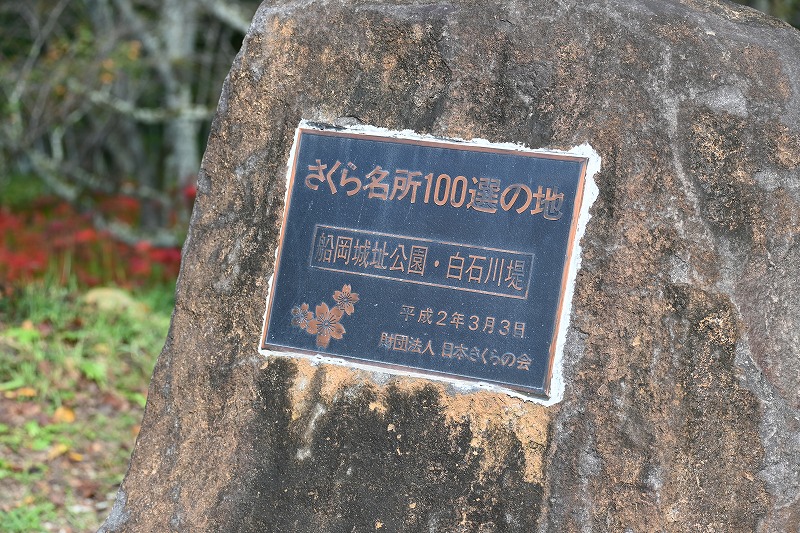 さくら名所100選の地
船岡城址公園・白石川堤
平成2年3月3日
財団法人 日本さくらの会